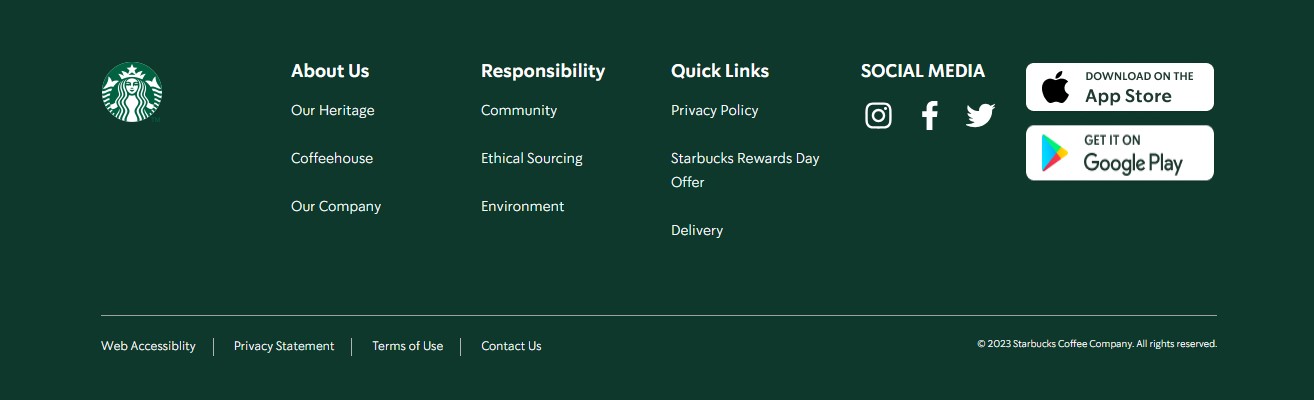 About Us
Our Heritage
Coffeehouse
Our Company
Responsibility
Community
Ethical Sourcing
Environment
Quick Links
Privacy Policy
Starbucks Rewards Day
Offer
Delivery
SOCIAL MEDIA
DOWNLOAD ON THE
App Store
GET IT ON
Google Play
Web Accessiblity
Privacy Statement
Terms of Use
Contact Us
© 2023 Starbucks Coffee Company. All rights reserved.